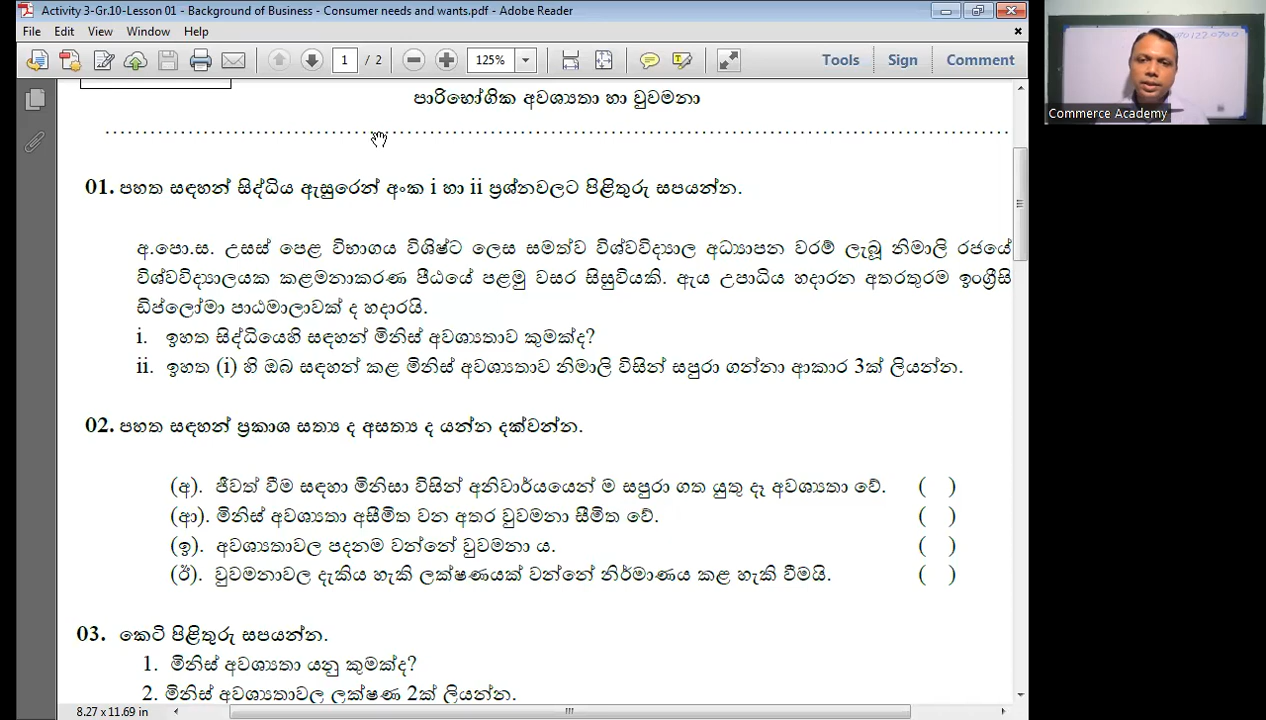 Activity 3-Gr.10-Lesson 01 - Background of Business - Consumer needs and wants.pdf - Adobe Reader
File Edit View Window Help
1 / 2 125% Tools Sign Comment
Commerce Academy
පාරිභෝගික අවශ්‍යතා හා වුවමනා
01. පහත සඳහන් සිද්ධිය ඇසුරෙන් අංක i හා ii ප්‍රශ්නවලට පිළිතුරු සපයන්න.
අ.පො.ස. උසස් පෙළ විභාගය විශිෂ්ට ලෙස සමත්ව විශ්වවිද්‍යාල අධ්‍යාපන වරම් ලැබූ නිමාලි රජයේ
විශ්වවිද්‍යාලයක කළමනාකරණ පීඨයේ පළමු වසර සිසුවියකි. ඇය උපාධිය හදාරන අතරතුරම ඉංග්‍රීසි
ඩිප්ලෝමා පාඨමාලාවක් ද හදාරයි.
i. ඉහත සිද්ධියෙහි සඳහන් මිනිස් අවශ්‍යතාව කුමක්ද?
ii. ඉහත (i) හි ඔබ සඳහන් කළ මිනිස් අවශ්‍යතාව නිමාලි විසින් සපුරා ගන්නා ආකාර 3ක් ලියන්න.
02. පහත සඳහන් ප්‍රකාශ සත්‍ය ද අසත්‍ය ද යන්න දක්වන්න.
(අ). ජීවත් වීම සඳහා මිනිසා විසින් අනිවාර්යයෙන් ම සපුරා ගත යුතු දෑ අවශ්‍යතා වේ. ( )
(ආ). මිනිස් අවශ්‍යතා අසීමිත වන අතර වුවමනා සීමිත වේ. ( )
(ඉ). අවශ්‍යතාවල පදනම වන්නේ වුවමනා ය. ( )
(ඊ). වුවමනාවල දැකිය හැකි ලක්ෂණයක් වන්නේ නිර්මාණය කළ හැකි වීමයි. ( )
03. කෙටි පිළිතුරු සපයන්න.
1. මිනිස් අවශ්‍යතා යනු කුමක්ද?
2. මිනිස් අවශ්‍යතාවල ලක්ෂණ 2ක් ලියන්න.
8.27 x 11.69 in